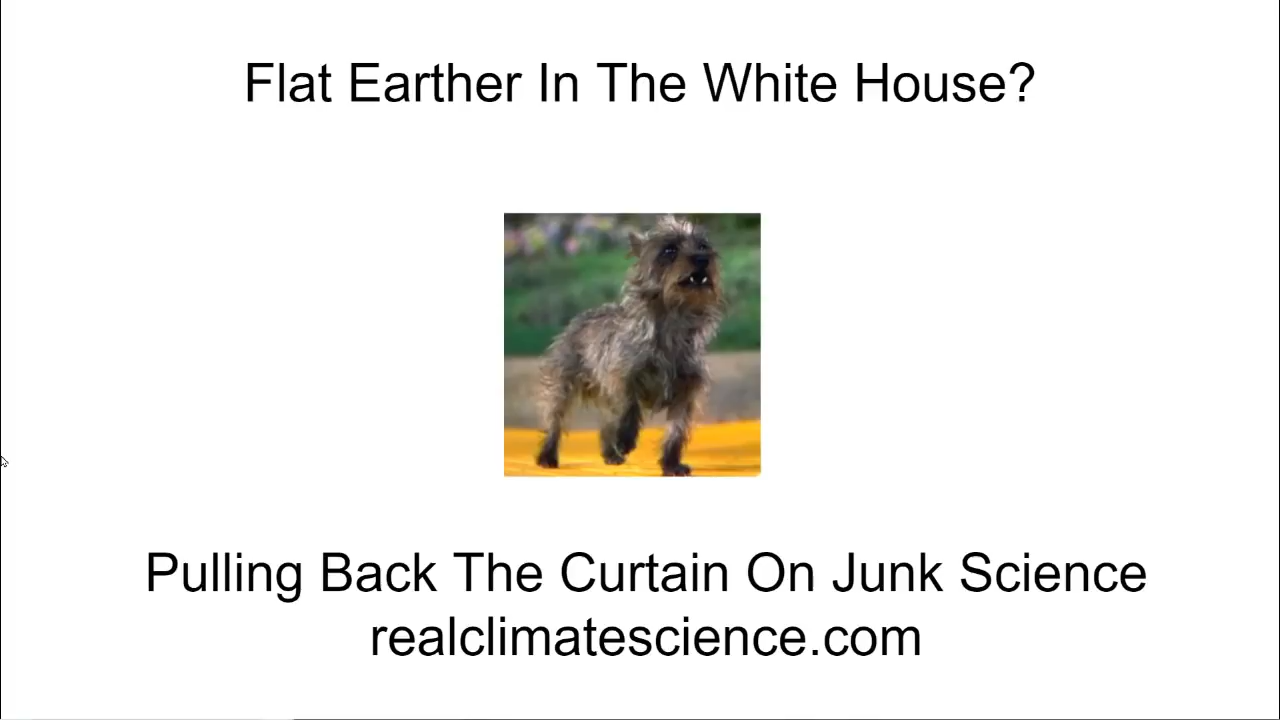 Flat Earther In The White House?
Pulling Back The Curtain On Junk Science
realclimatescience.com